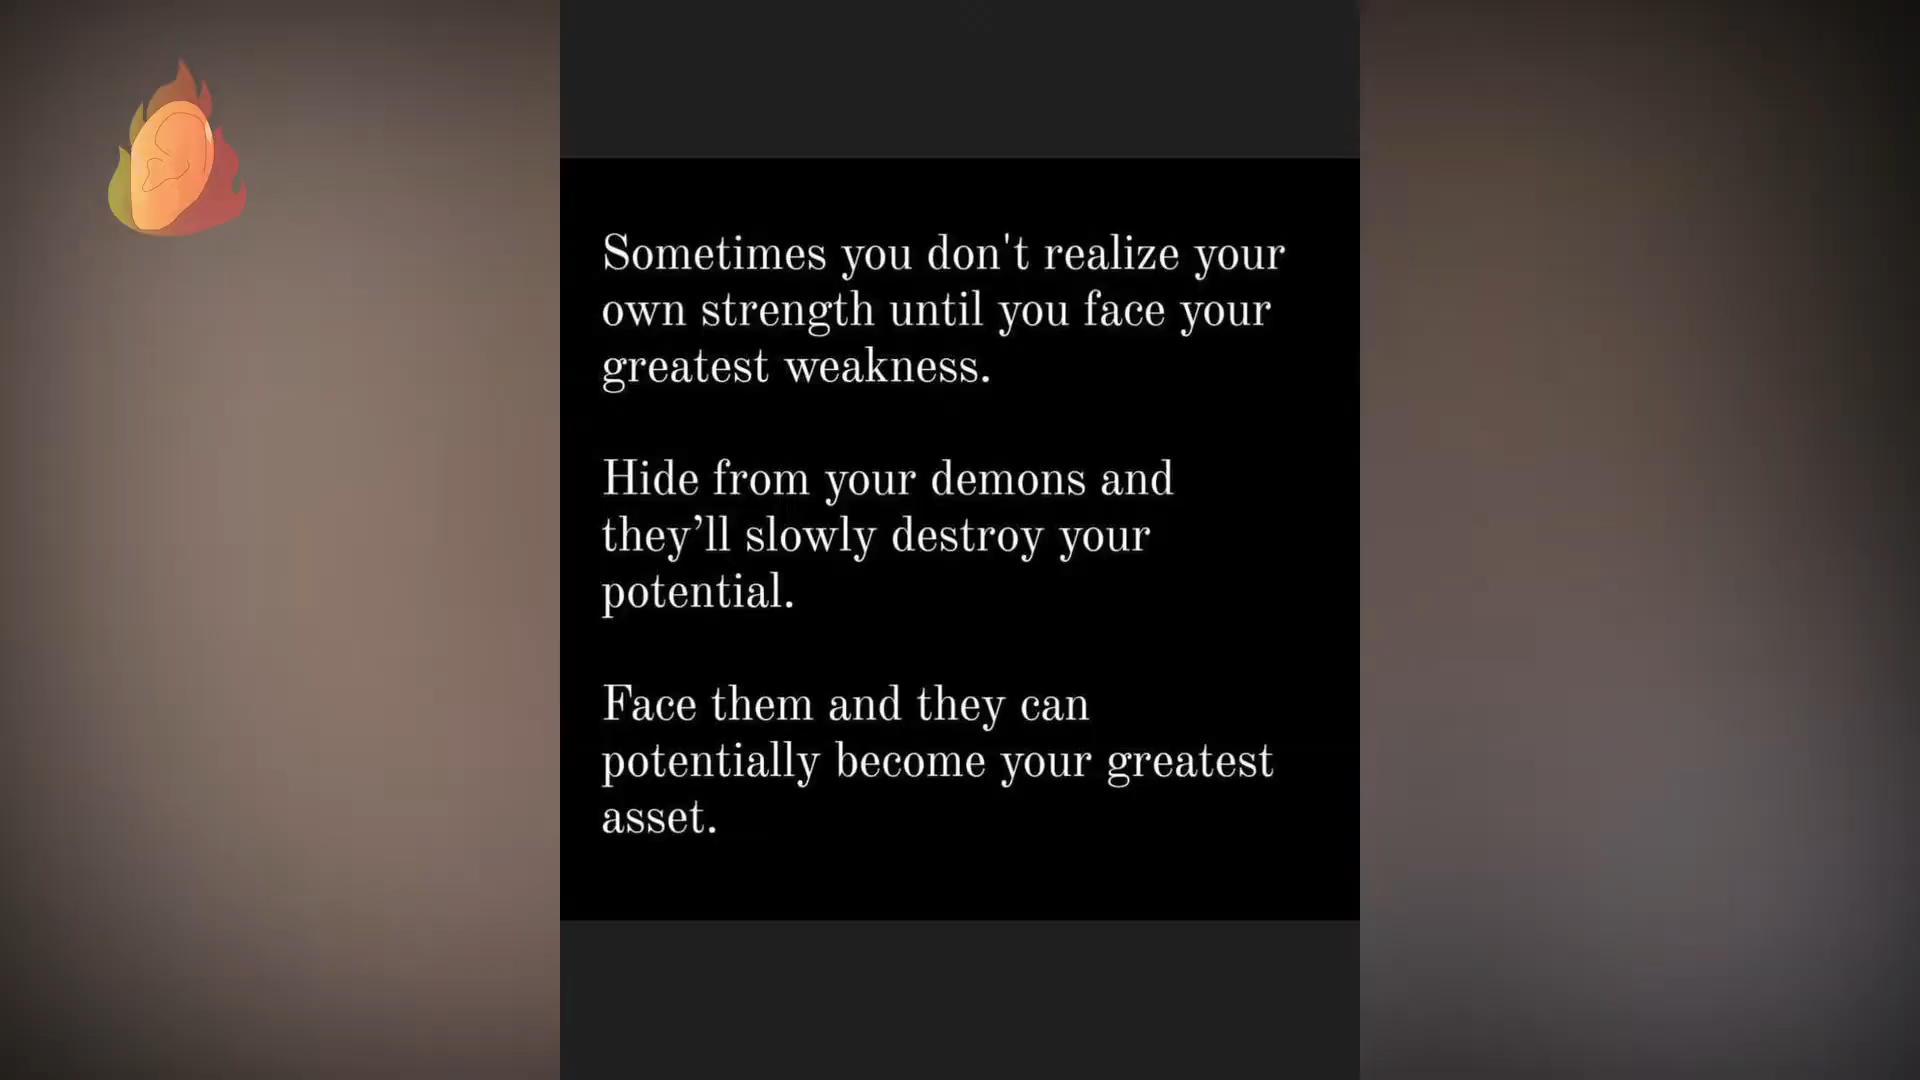 Sometimes you don't realize your
own strength until you face your
greatest weakness.
Hide from your demons and
they’ll slowly destroy your
potential.
Face them and they can
potentially become your greatest
asset.